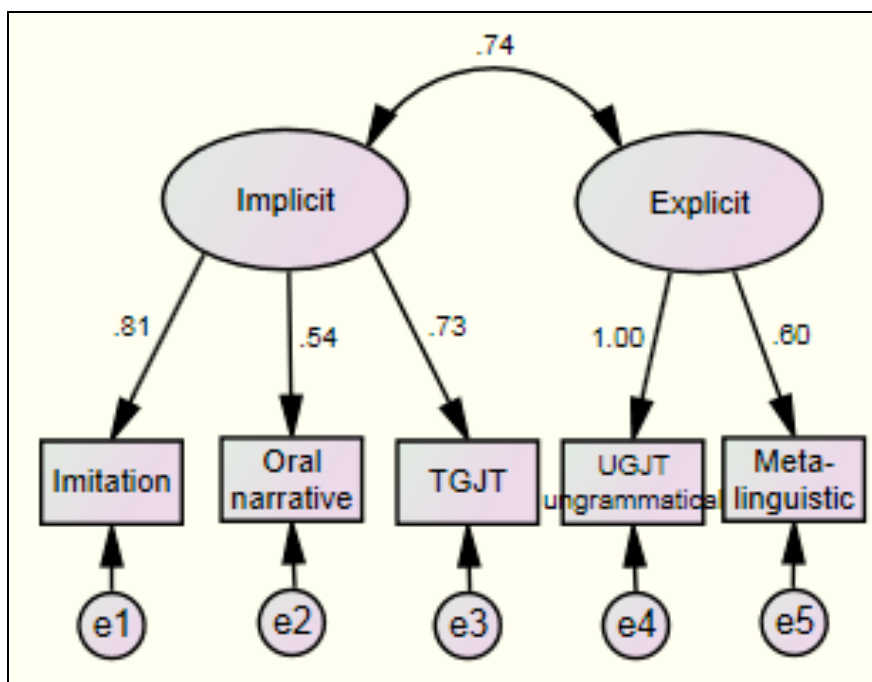 .74
Implicit
Explicit
.81
.54
.73
1.00
.60
Imitation
Oral
narrative
TGJT
UGJT
ungrammatical
Meta-
linguistic
e1
e2
e3
e4
e5